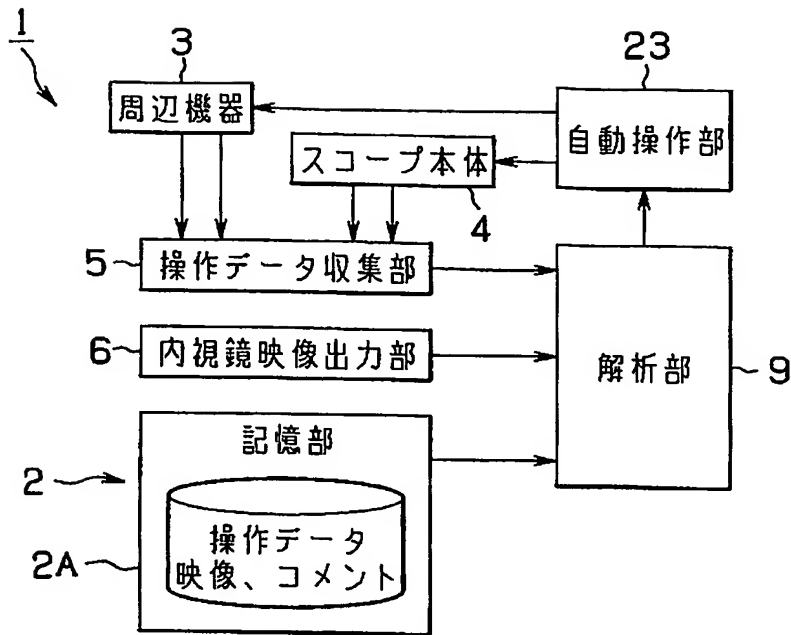 1
3
周辺機器
23
自動操作部
スコープ本体
4
5
操作データ収集部
6
内視鏡映像出力部
解析部
9
記憶部
2
操作データ
映像、コメント
2A